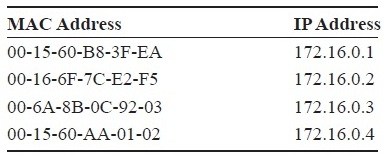 MAC Address IP Address
00-15-60-B8-3F-EA 172.16.0.1
00-16-6F-7C-E2-F5 172.16.0.2
00-6A-8B-0C-92-03 172.16.0.3
00-15-60-AA-01-02 172.16.0.4